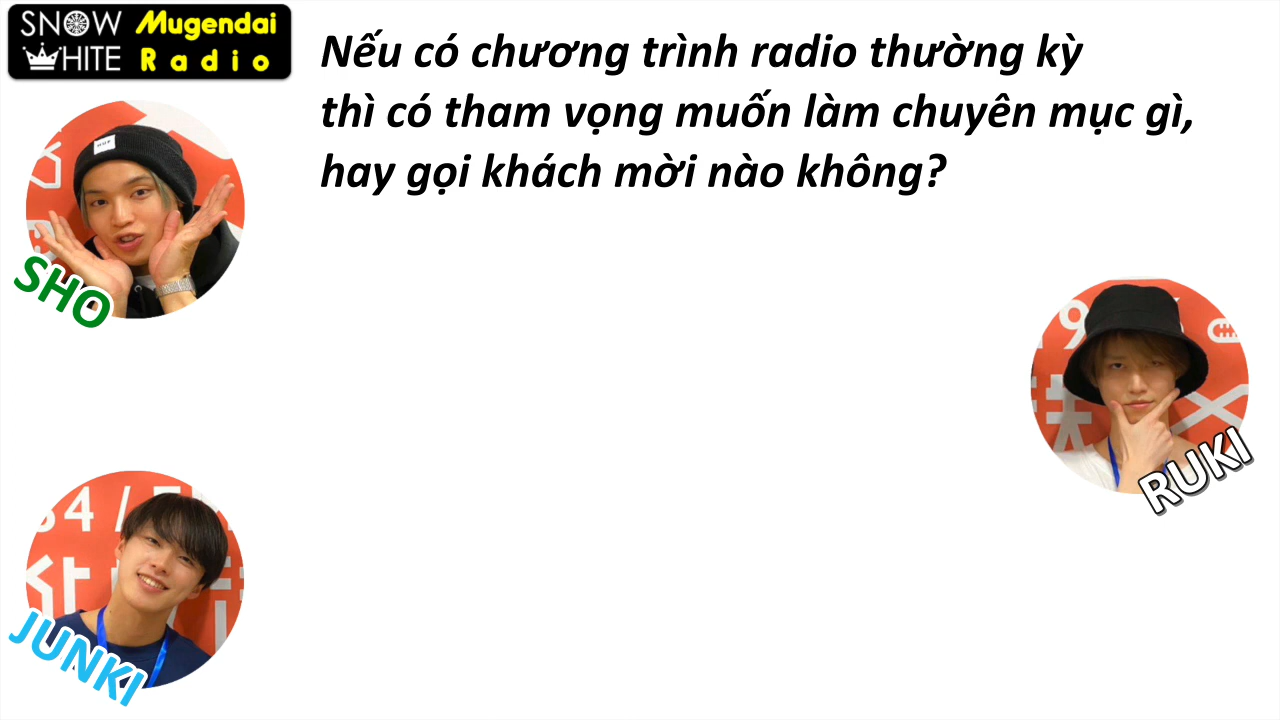 SNOW Mugendai
WHITE Radio
Nếu có chương trình radio thường kỳ
thì có tham vọng muốn làm chuyên mục gì,
hay gọi khách mời nào không?
SHO
RUKI
JUNKI